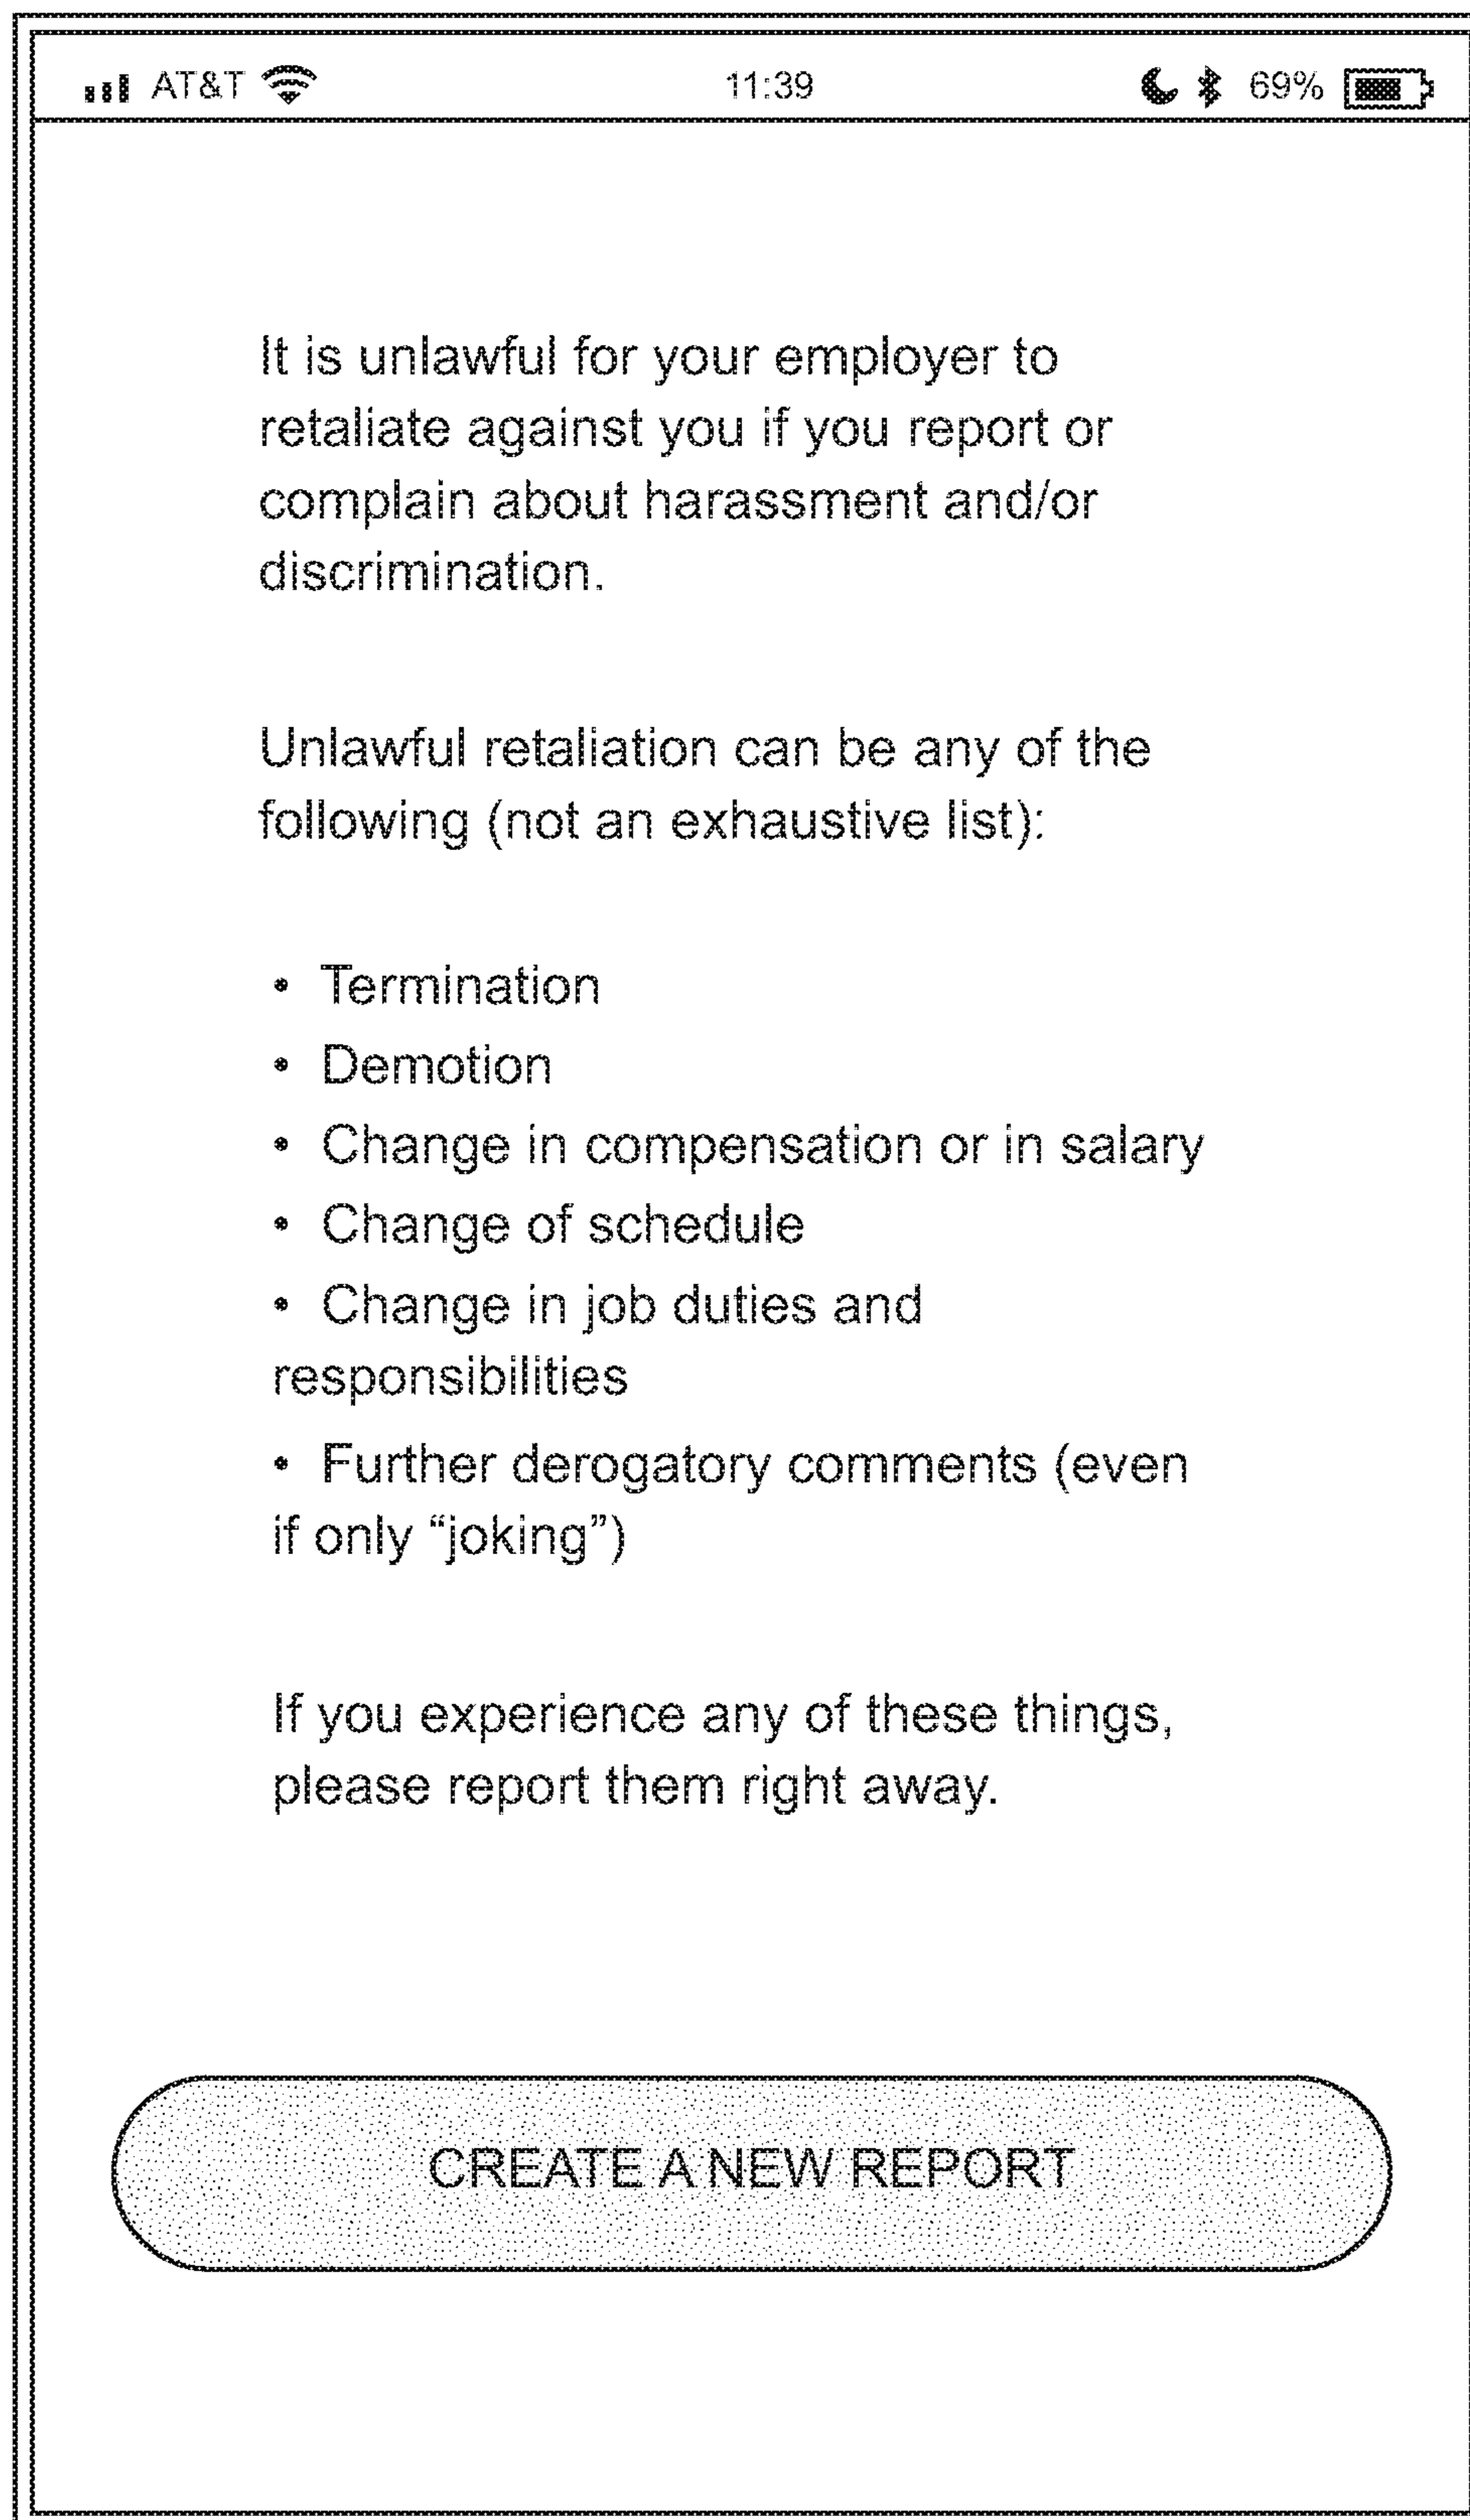 AT&T 11:39 69%
It is unlawful for your employer to
retaliate against you if you report or
complain about harassment and/or
discrimination.
Unlawful retaliation can be any of the
following (not an exhaustive list):
• Termination
• Demotion
• Change in compensation or in salary
• Change of schedule
• Change in job duties and
responsibilities
• Further derogatory comments (even
if only “joking”)
If you experience any of these things,
please report them right away.
CREATE A NEW REPORT